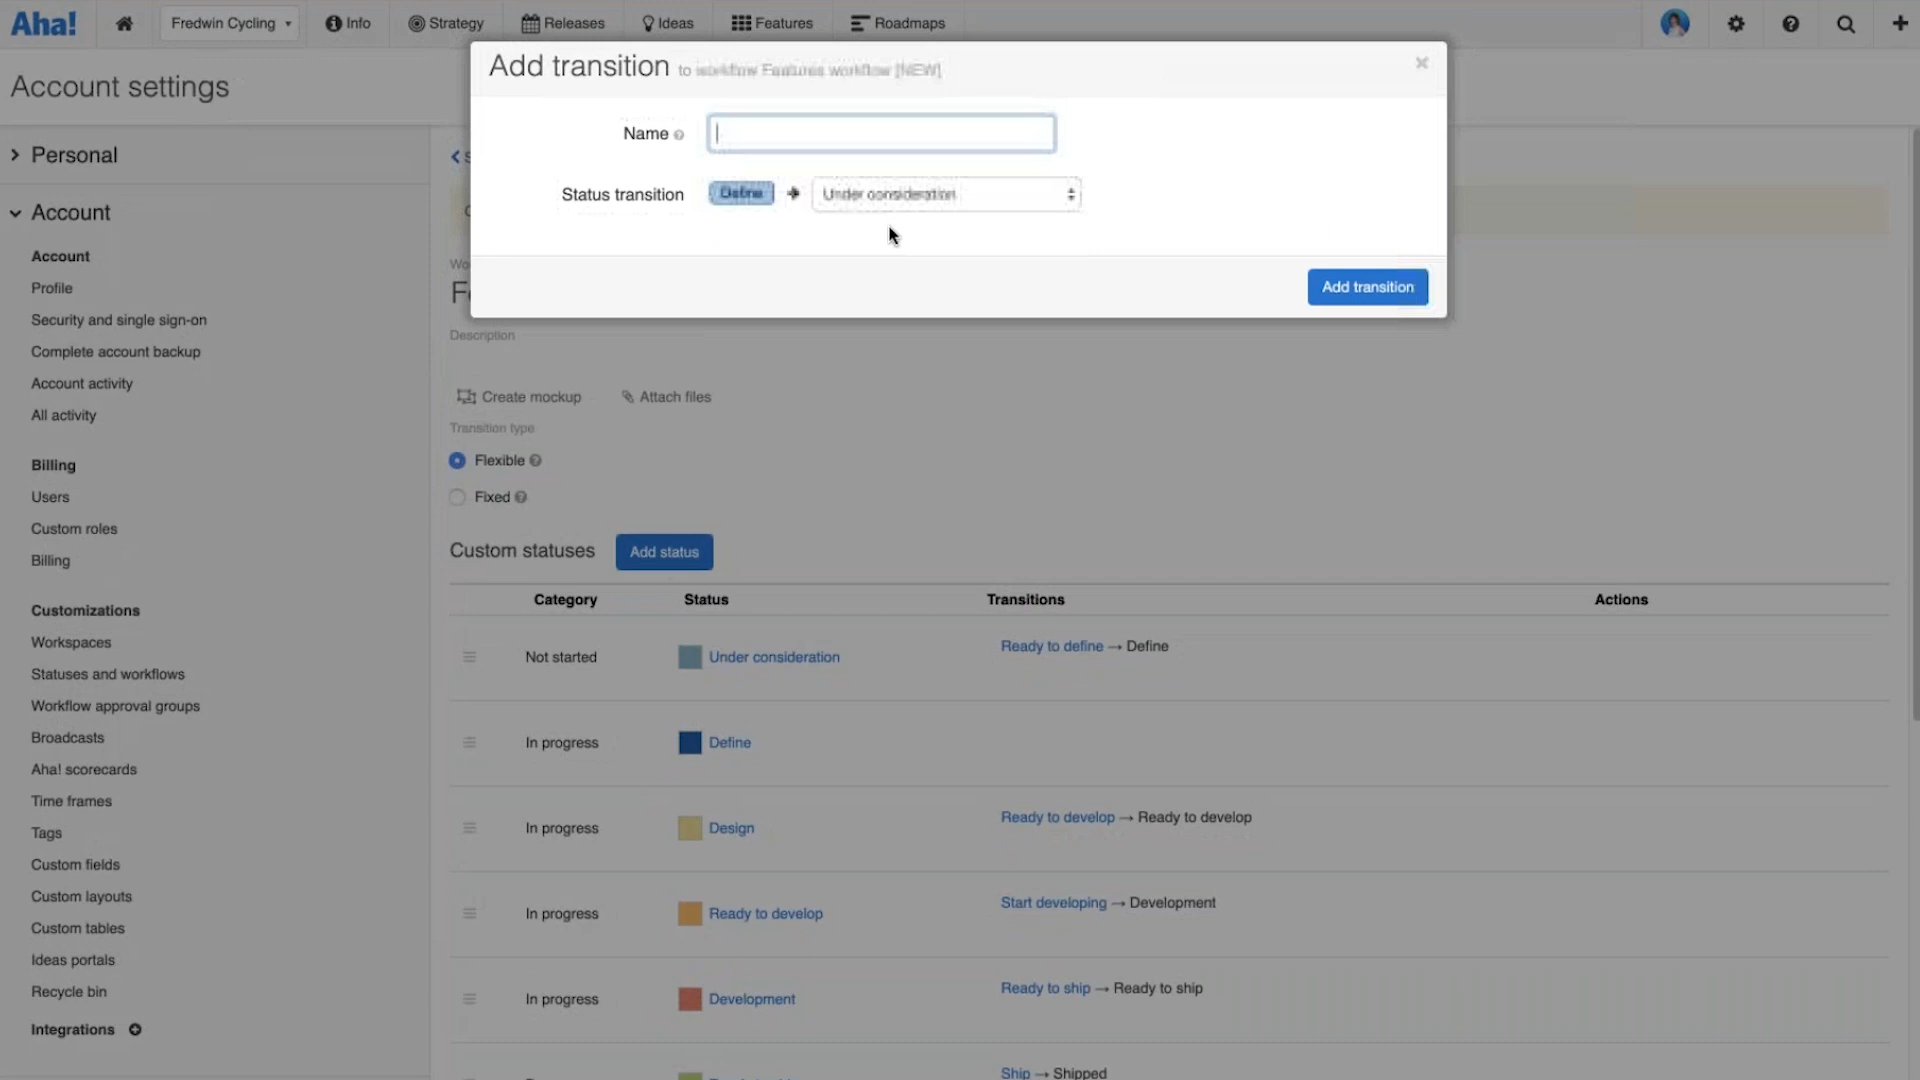 Aha!
Fredwin Cycling
Info
Strategy
Releases
Ideas
Features
Roadmaps
Account settings
Add transition to workflow Features workflow [NEW]
Name
Status transition
Define
Under consideration
Add transition
Personal
Account
Account
Profile
Security and single sign-on
Complete account backup
Account activity
All activity
Billing
Users
Custom roles
Billing
Customizations
Workspaces
Statuses and workflows
Workflow approval groups
Broadcasts
Aha! scorecards
Time frames
Tags
Custom fields
Custom layouts
Custom tables
Ideas portals
Recycle bin
Integrations
Description
Create mockup
Attach files
Transition type
Flexible
Fixed
Custom statuses
Add status
Category Status Transitions Actions
Not started Under consideration Ready to define → Define
In progress Define
In progress Design Ready to develop → Ready to develop
In progress Ready to develop Start developing → Development
In progress Development Ready to ship → Ready to ship
Ship → Shipped